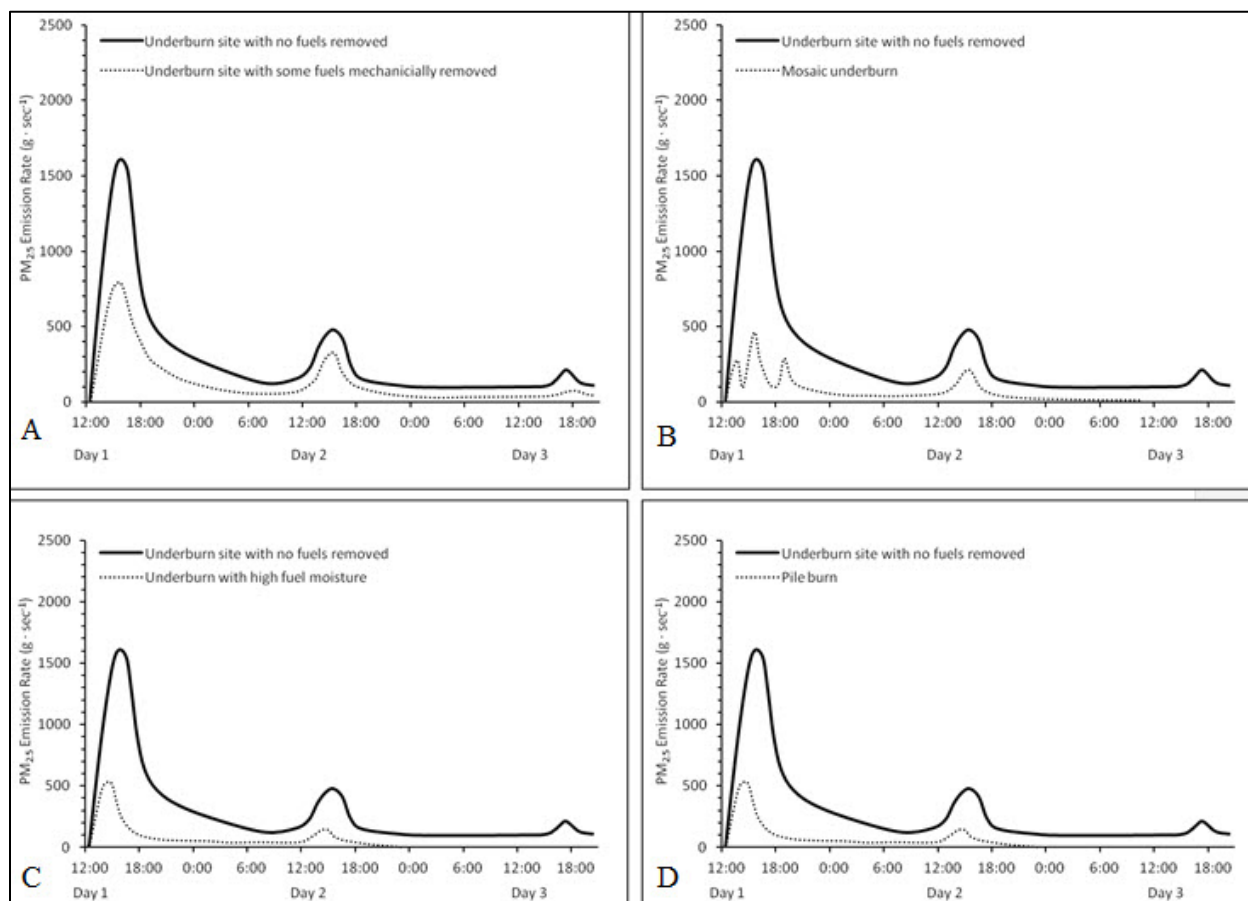 2500
Underburn site with no fuels removed
Underburn site with some fuels mechanicially removed
2000
1500
1000
500
0
PM2.5 Emission Rate (g · sec⁻¹)
A
12:00 18:00 0:00 6:00 12:00 18:00 0:00 6:00 12:00 18:00
Day 1 Day 2 Day 3
2500
Underburn site with no fuels removed
Mosaic underburn
2000
1500
1000
500
0
PM2.5 Emission Rate (g · sec⁻¹)
B
12:00 18:00 0:00 6:00 12:00 18:00 0:00 6:00 12:00 18:00
Day 1 Day 2 Day 3
2500
Underburn site with no fuels removed
Underburn with high fuel moisture
2000
1500
1000
500
0
PM2.5 Emission Rate (g · sec⁻¹)
C
12:00 18:00 0:00 6:00 12:00 18:00 0:00 6:00 12:00 18:00
Day 1 Day 2 Day 3
2500
Underburn site with no fuels removed
Pile burn
2000
1500
1000
500
0
PM2.5 Emission Rate (g · sec⁻¹)
D
12:00 18:00 0:00 6:00 12:00 18:00 0:00 6:00 12:00 18:00
Day 1 Day 2 Day 3